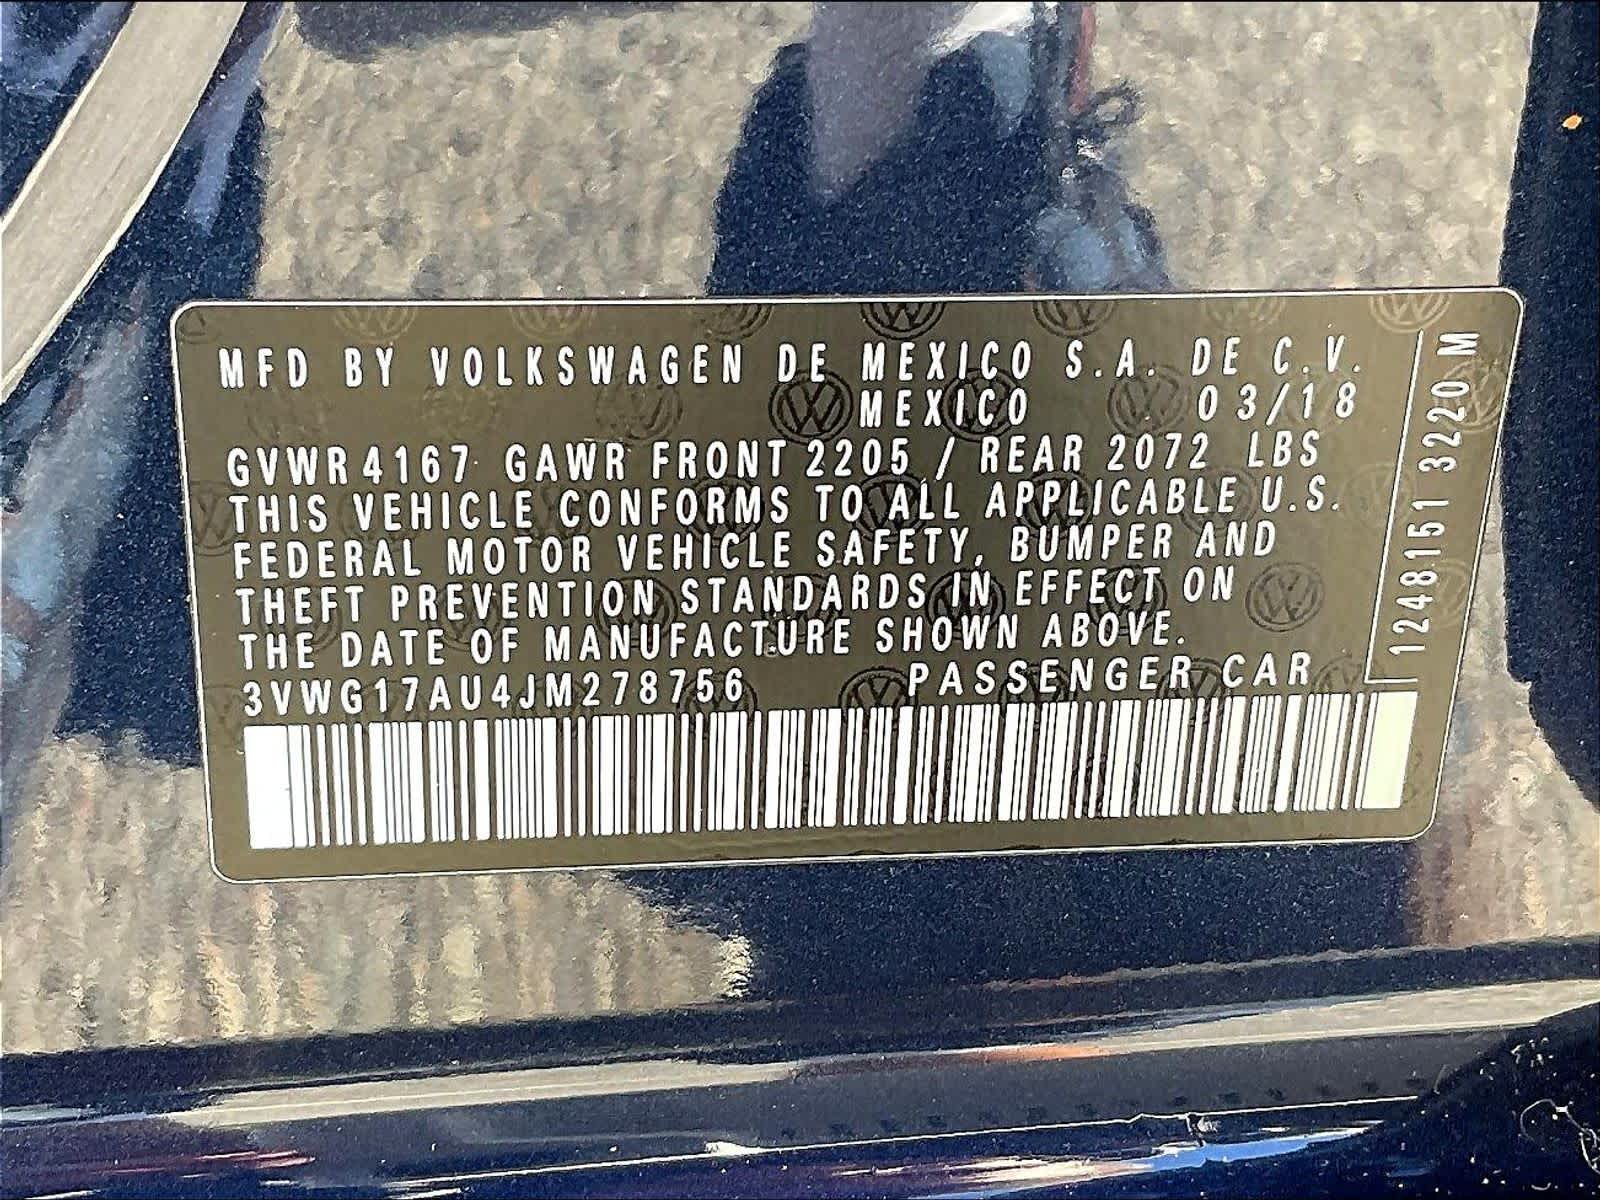 MFD BY VOLKSWAGEN DE MEXICO S.A. DE C.V.
MEXICO 03/18
GVWR 4167 GAWR FRONT 2205 / REAR 2072 LBS
THIS VEHICLE CONFORMS TO ALL APPLICABLE U.S.
FEDERAL MOTOR VEHICLE SAFETY, BUMPER AND
THEFT PREVENTION STANDARDS IN EFFECT ON
THE DATE OF MANUFACTURE SHOWN ABOVE.
3VWG17AU4JM278756 PASSENGER CAR
1248151 3220 M